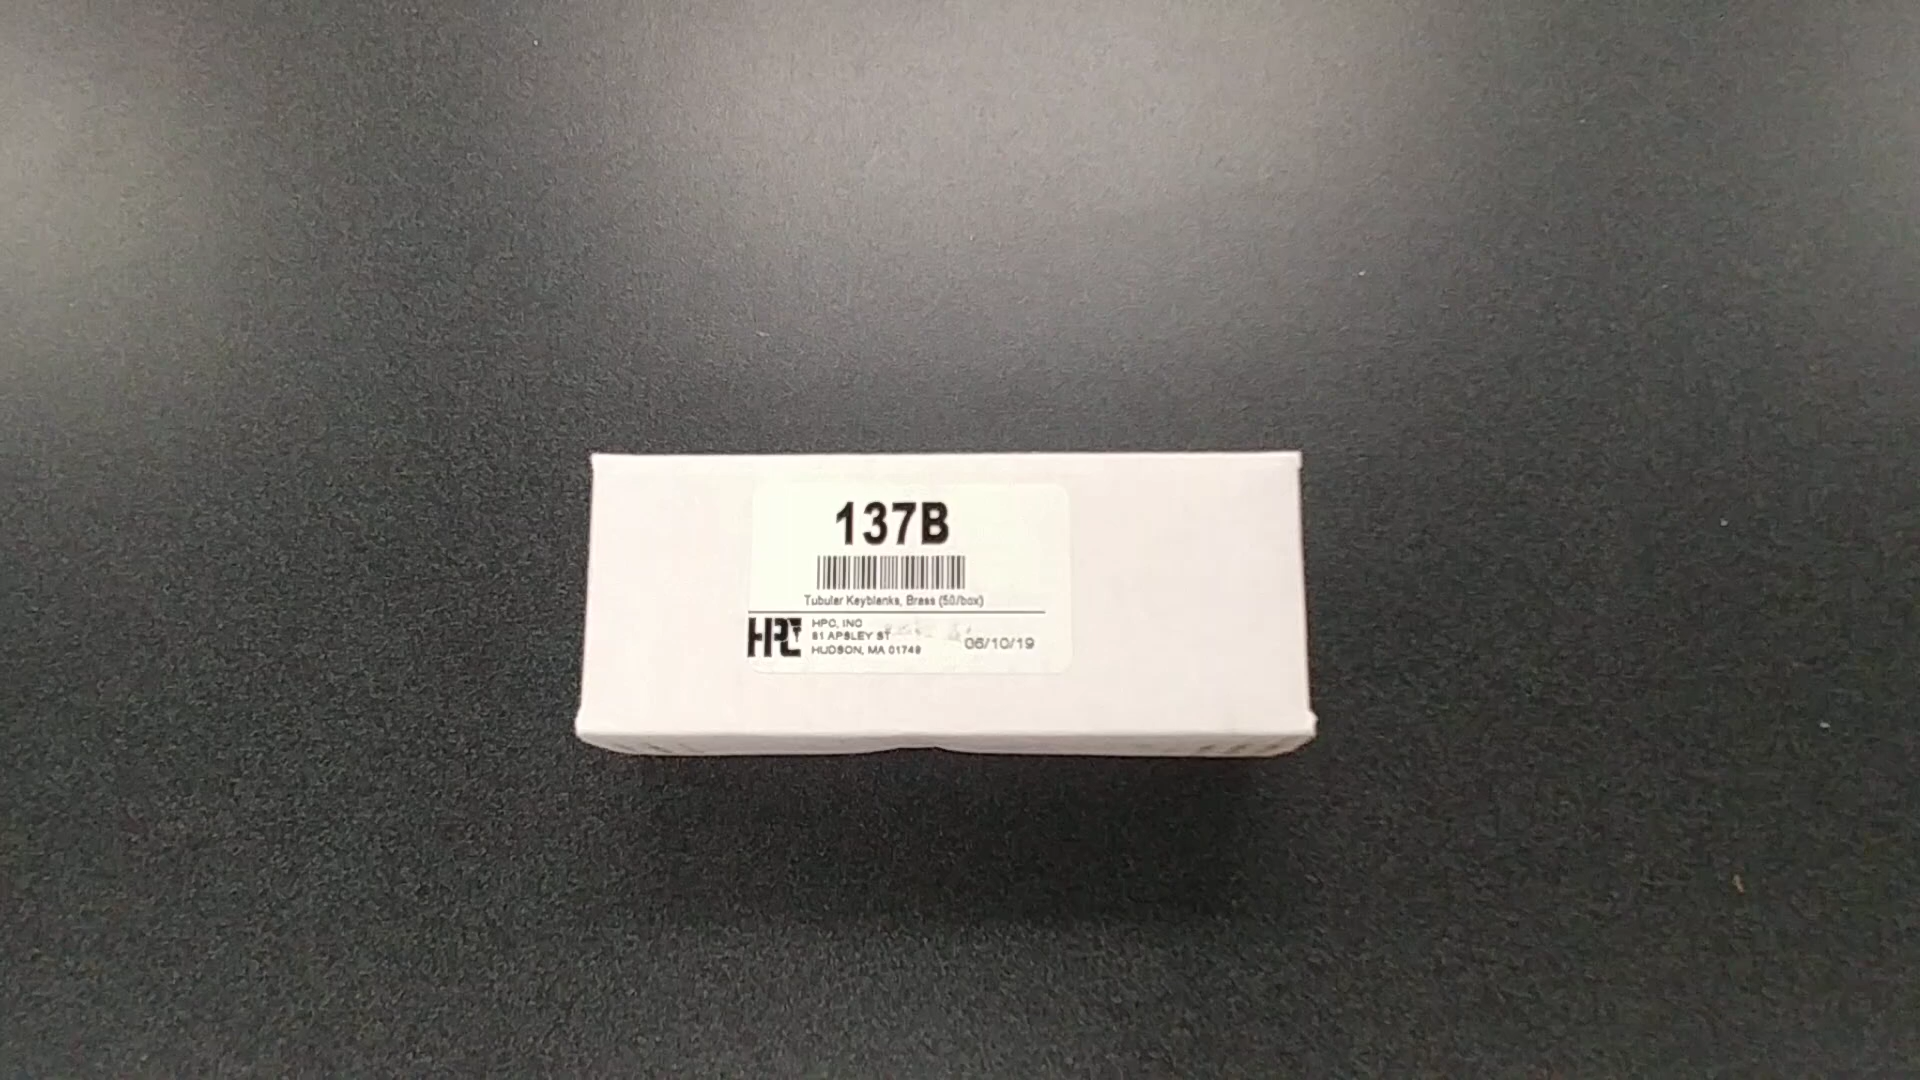 137B
Tubular Keyblanks, Brass (50/box)
HPC
HPC, INC
81 APSLEY ST
HUDSON, MA 01749
06/10/19